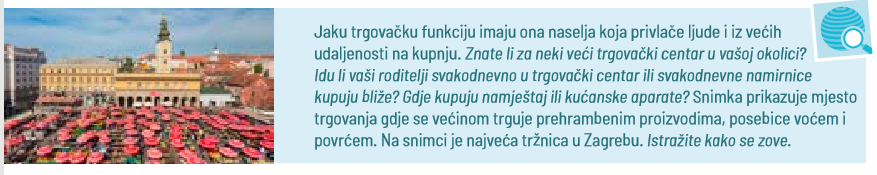 Jaku trgovačku funkciju imaju ona naselja koja privlače ljude i iz većih
udaljenosti na kupnju. Znate li za neki veći trgovački centar u vašoj okolici?
Idu li vaši roditelji svakodnevno u trgovački centar ili svakodnevne namirnice
kupuju bliže? Gdje kupuju namještaj ili kućanske aparate? Snimka prikazuje mjesto
trgovanja gdje se većinom trguje prehrambenim proizvodima, posebice voćem i
povrćem. Na snimci je najveća tržnica u Zagrebu. Istražite kako se zove.